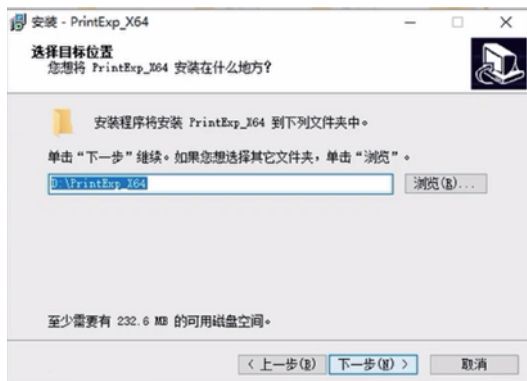 安装 - PrintExp_X64
选择目标位置
您想将 PrintExp_X64 安装在什么地方?
安装程序将安装 PrintExp_X64 到下列文件夹中。
单击“下一步”继续。如果您想选择其它文件夹，单击“浏览”。
D:\PrintExp_X64
浏览(R)...
至少需要有 232.6 MB 的可用磁盘空间。
< 上一步(B)
下一步(N) >
取消